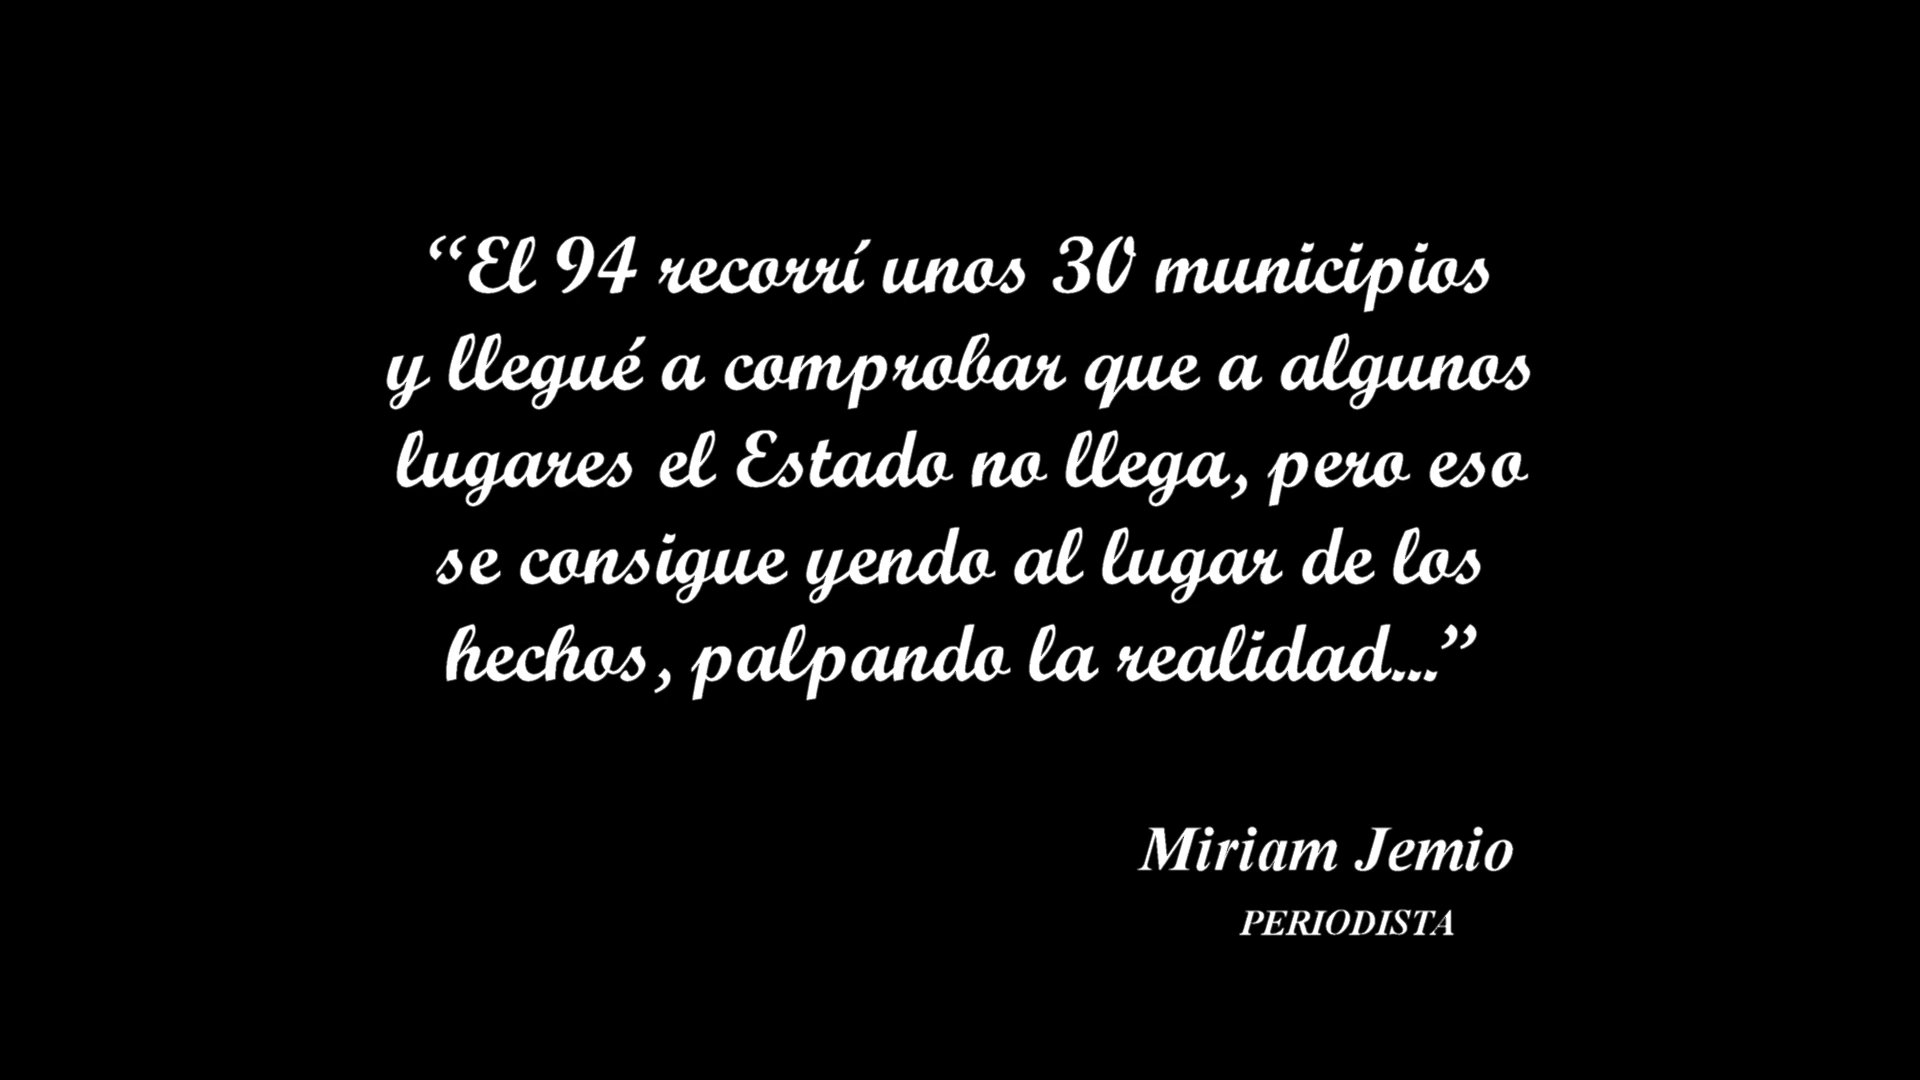 “El 94 recorrí unos 30 municipios
y llegué a comprobar que a algunos
lugares el Estado no llega, pero eso
se consigue yendo al lugar de los
hechos, palpando la realidad...”
Miriam Jemio
PERIODISTA